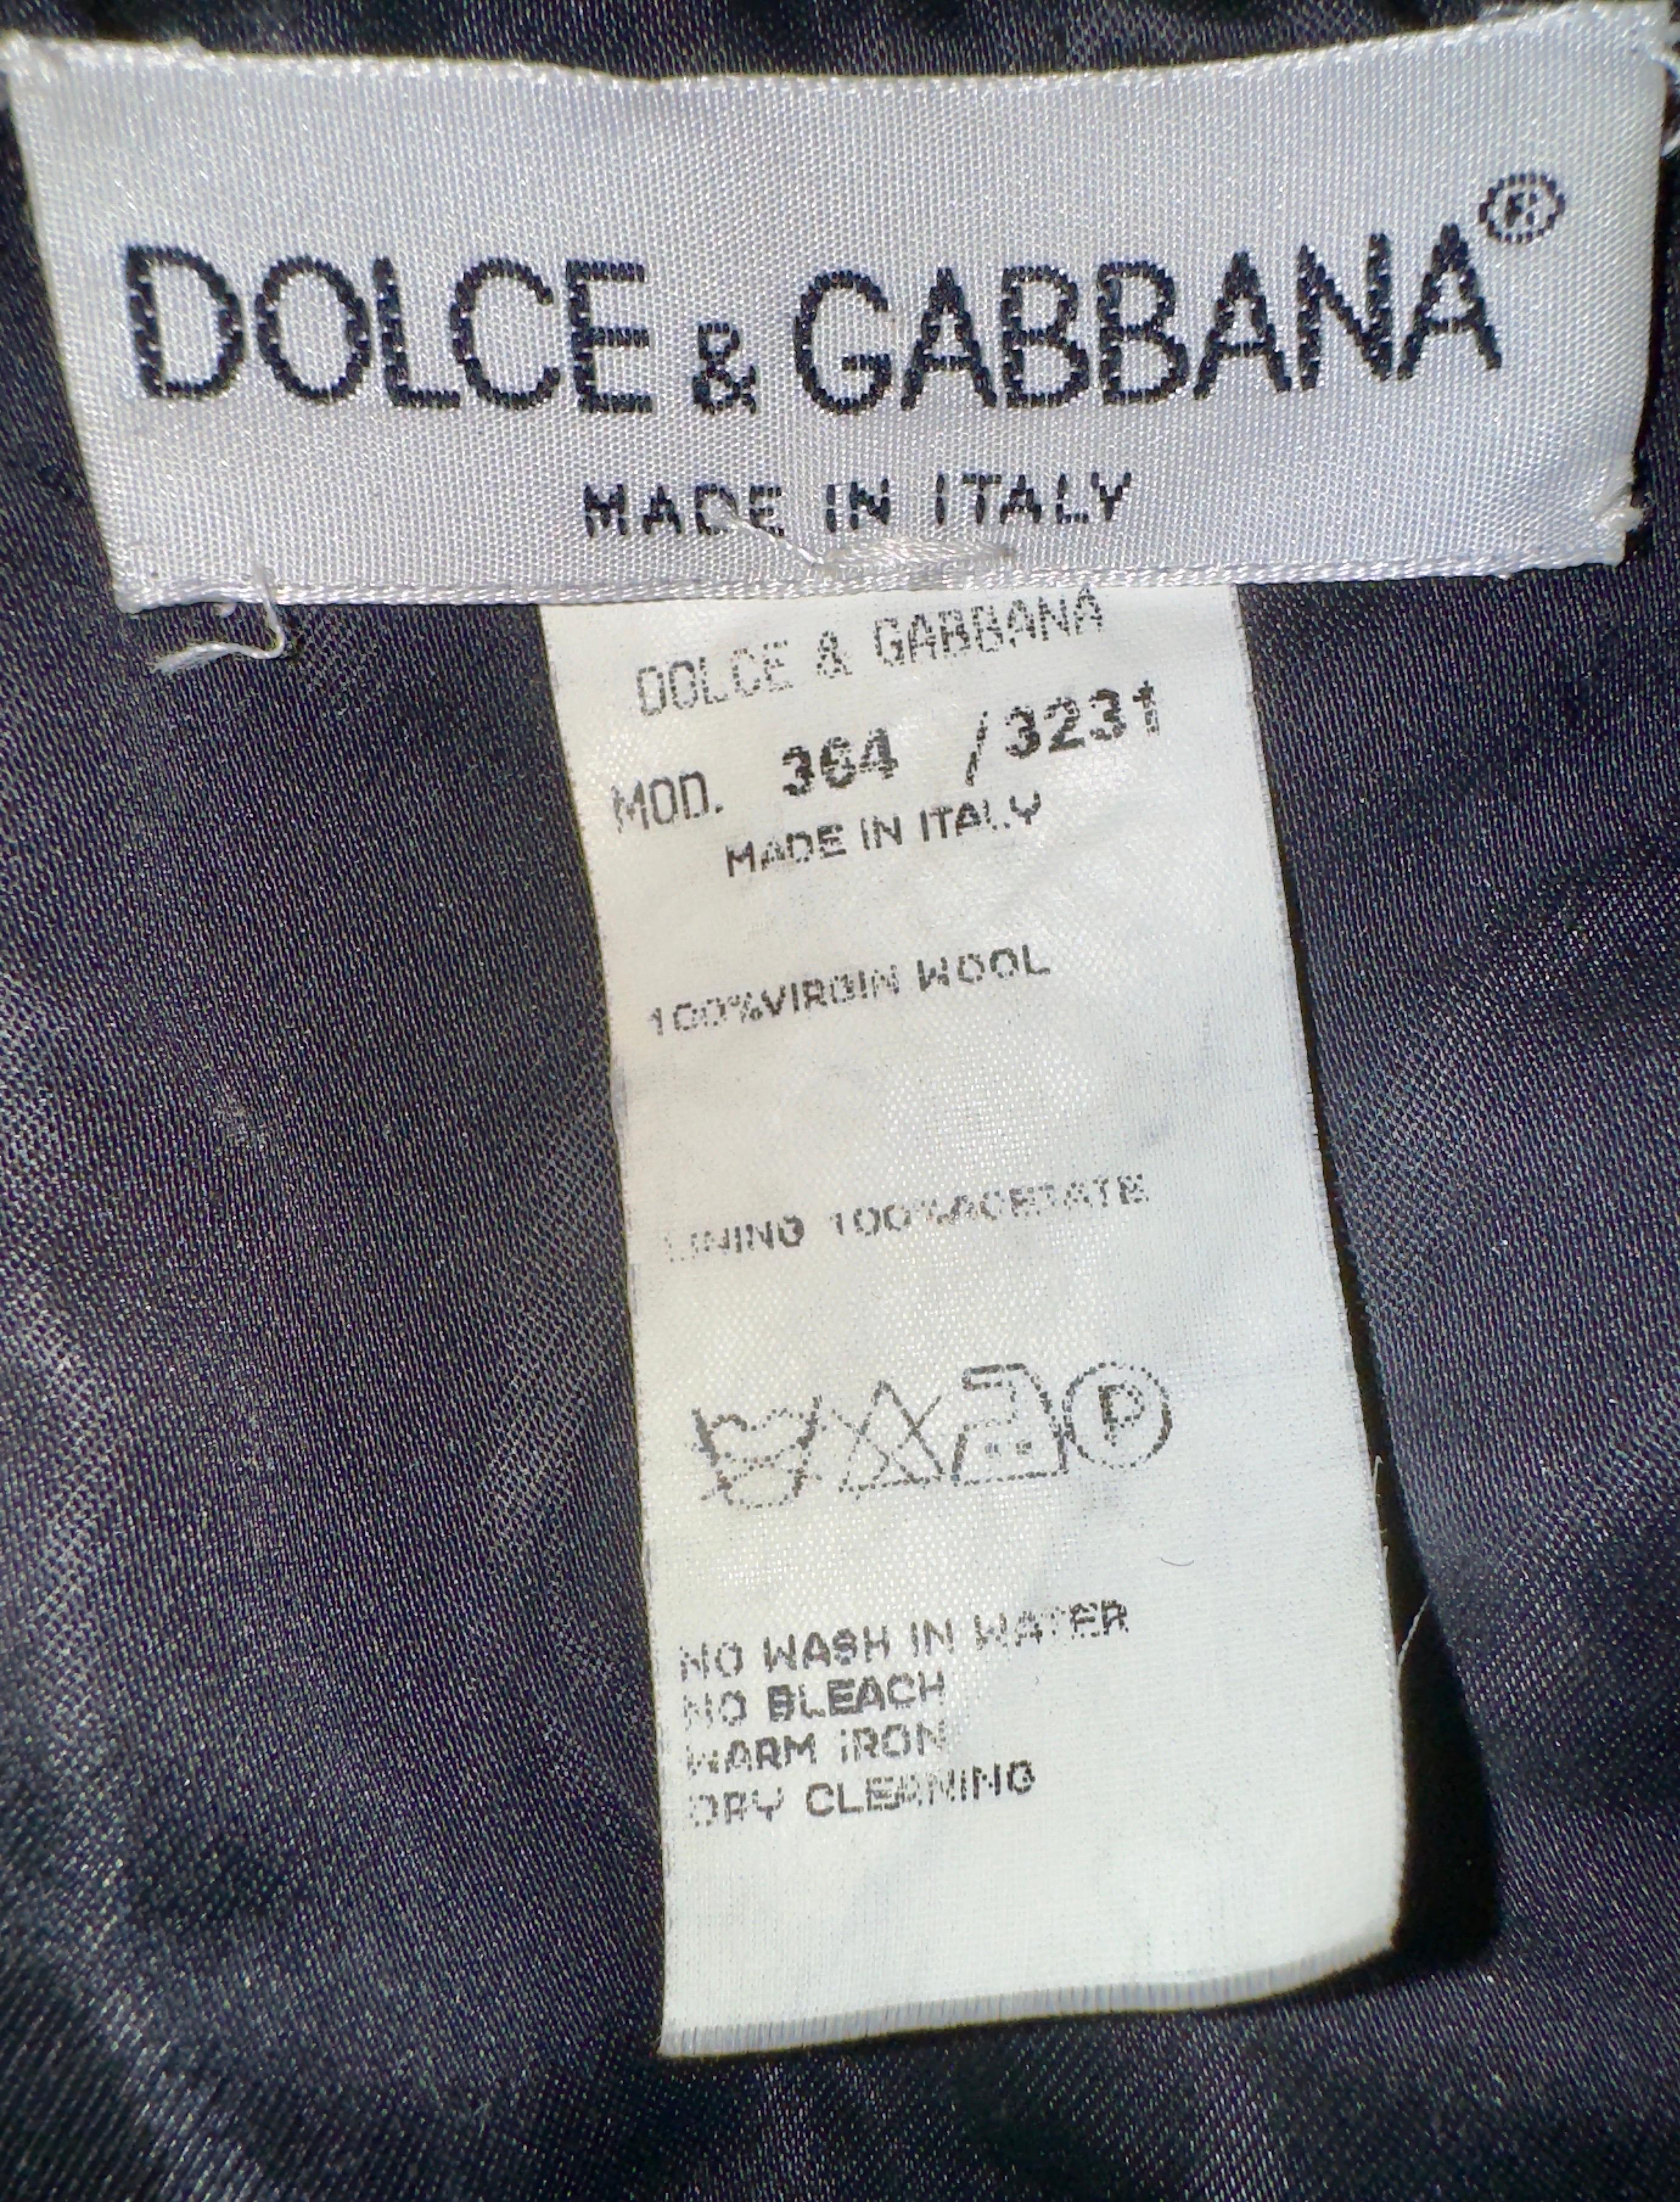 DOLCE & GABBANA®
MADE IN ITALY
DOLCE & GABBANA
MOD. 364 /3231
MADE IN ITALY
100%VIRGIN WOOL
LINING 100%ACETATE
P
NO WASH IN WATER
NO BLEACH
WARM IRON
DRY CLEANING